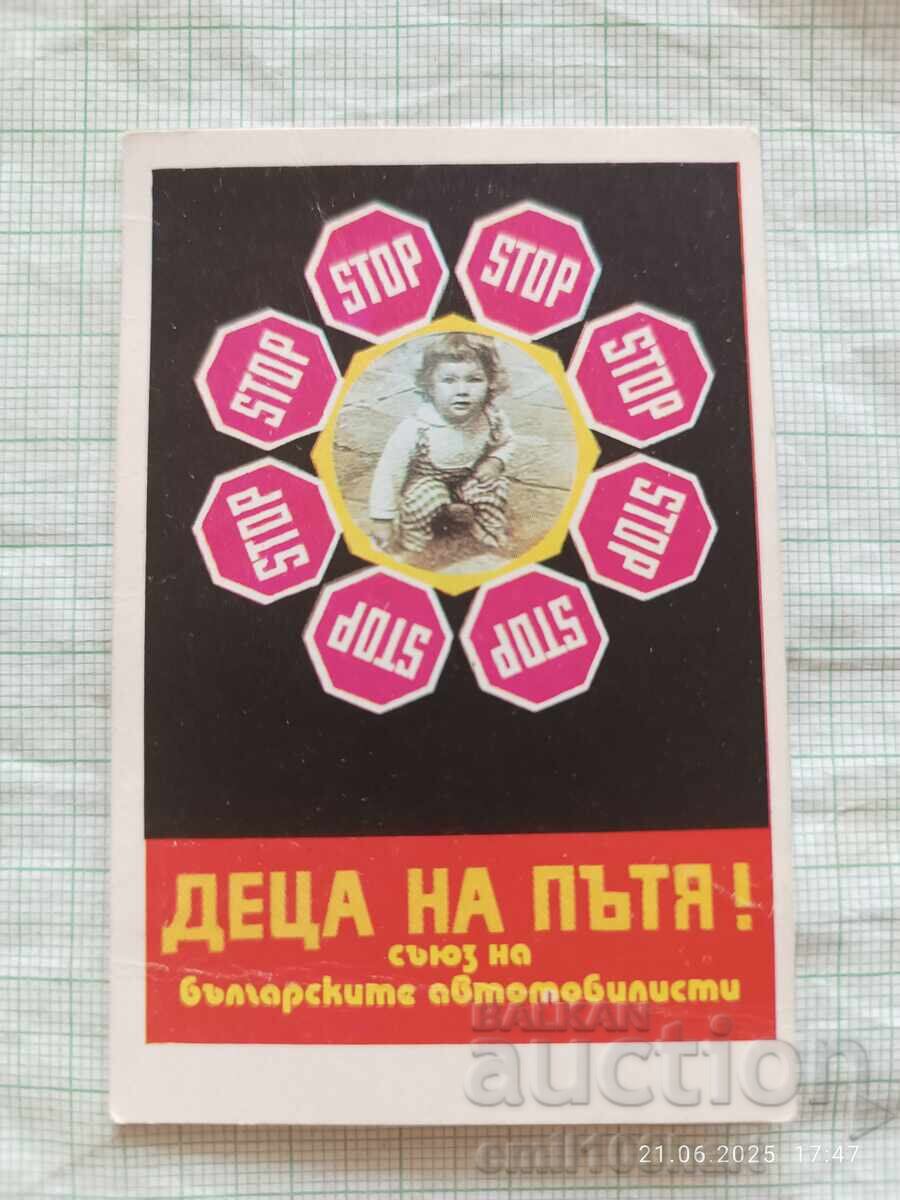 STOP STOP
STOP STOP
STOP STOP
STOP STOP
ДЕЦА НА ПЪТЯ!
съюз на
българските автомобилисти
BALKAN
auction
21.06.2025 17:47